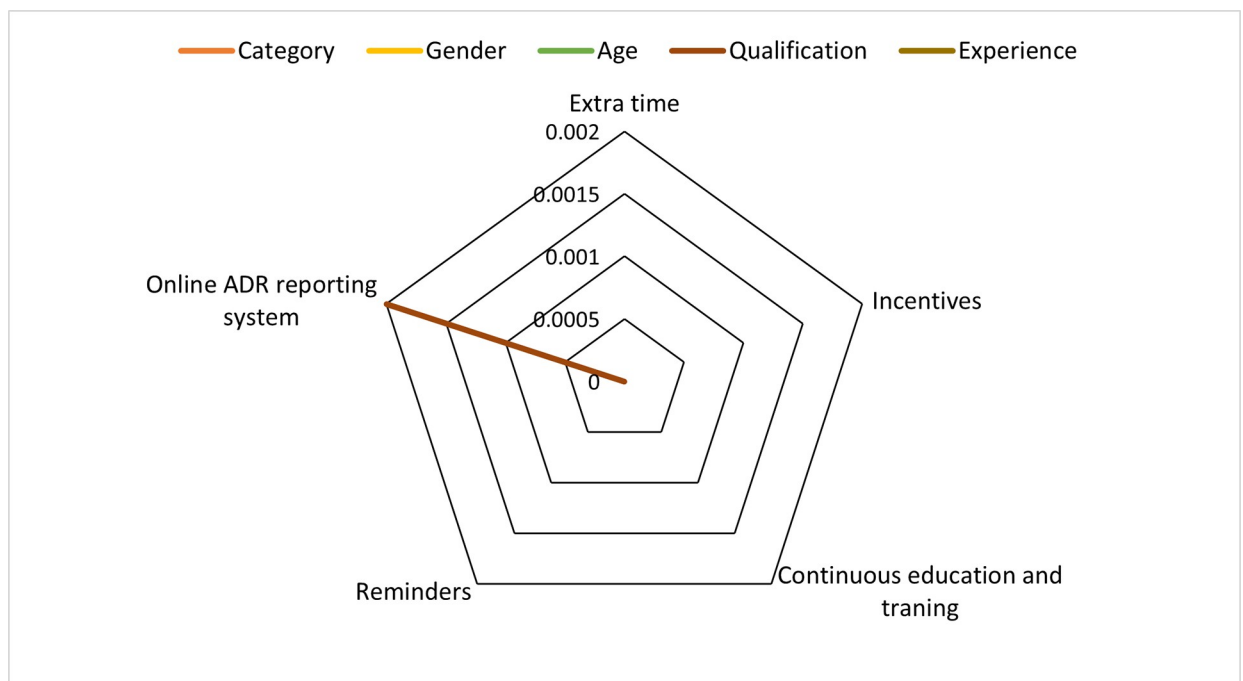 Category Gender Age Qualification Experience
Extra time
0.002
0.0015
0.001
0.0005
0
Online ADR reporting
system
Incentives
Reminders
Continuous education and
traning